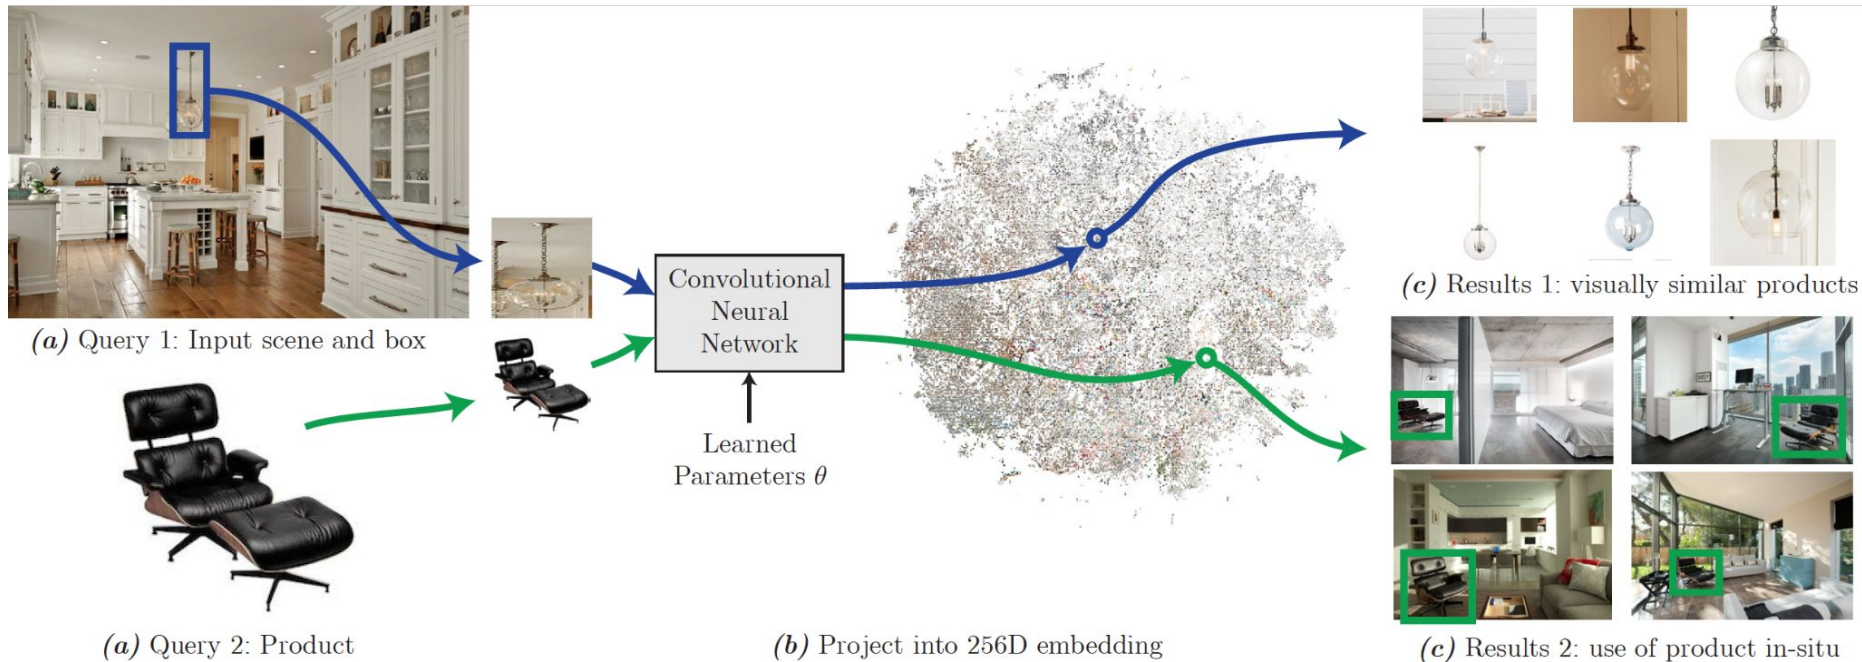 (a) Query 1: Input scene and box
Convolutional
Neural
Network
Learned
Parameters θ
(c) Results 1: visually similar products
(a) Query 2: Product
(b) Project into 256D embedding
(c) Results 2: use of product in-situ